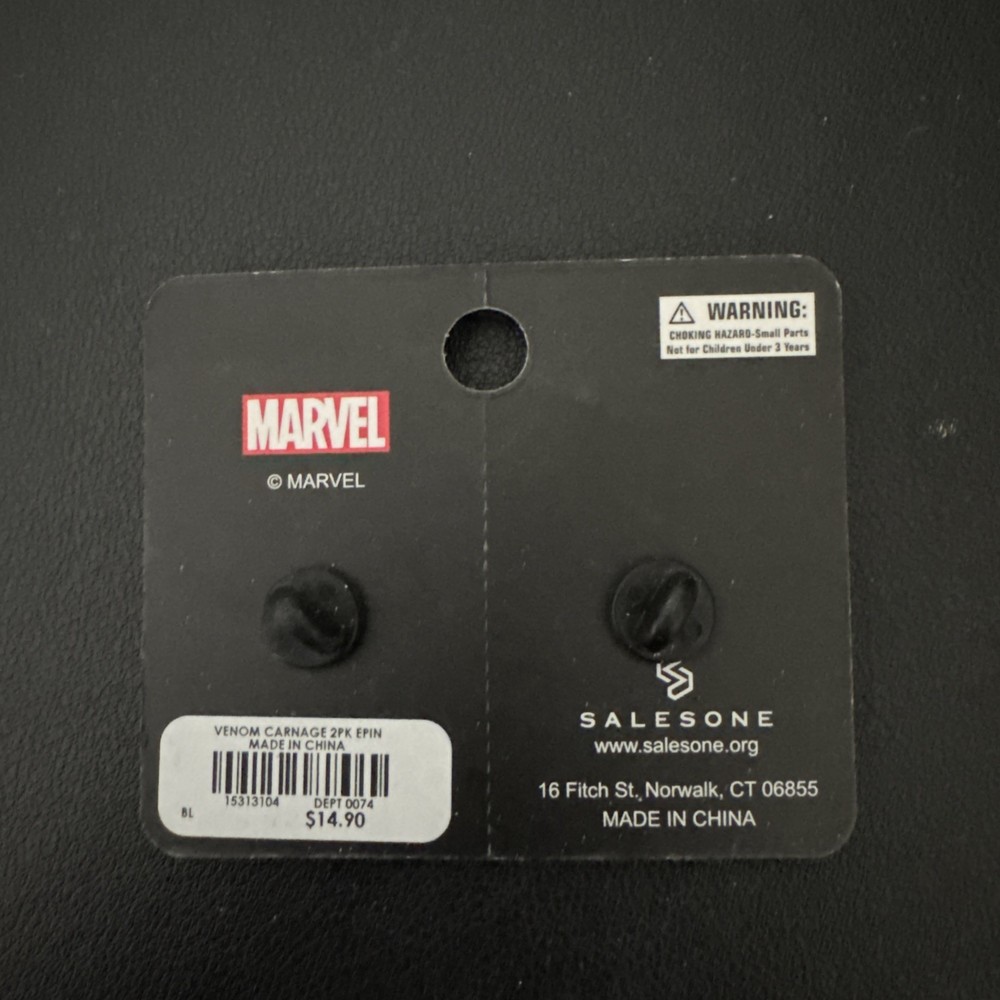 WARNING:
CHOKING HAZARD-Small Parts
Not for Children Under 3 Years
MARVEL
© MARVEL
SALESONE
www.salesone.org
16 Fitch St. Norwalk, CT 06855
MADE IN CHINA
VENOM CARNAGE 2PK EPIN
MADE IN CHINA
15313104 DEPT 0074
BL $14.90